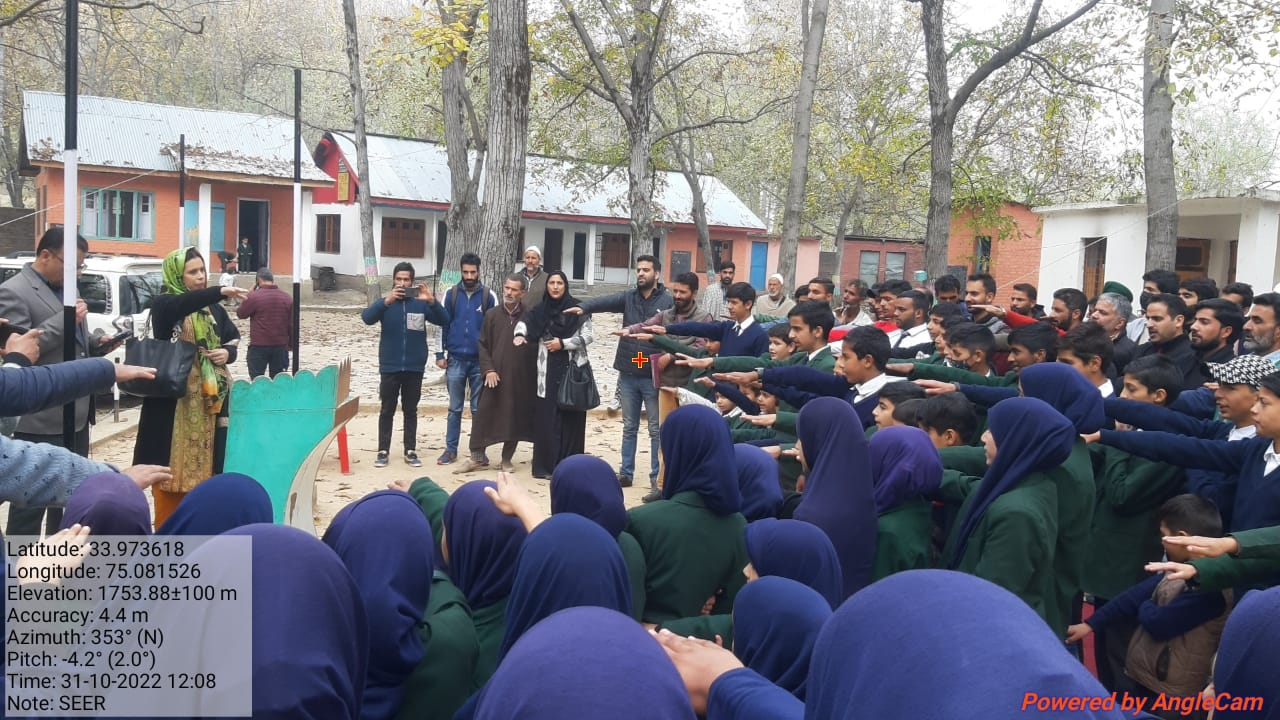 Latitude: 33.973618
Longitude: 75.081526
Elevation: 1753.88±100 m
Accuracy: 4.4 m
Azimuth: 353° (N)
Pitch: -4.2° (2.0°)
Time: 31-10-2022 12:08
Note: SEER
Powered by AngleCam